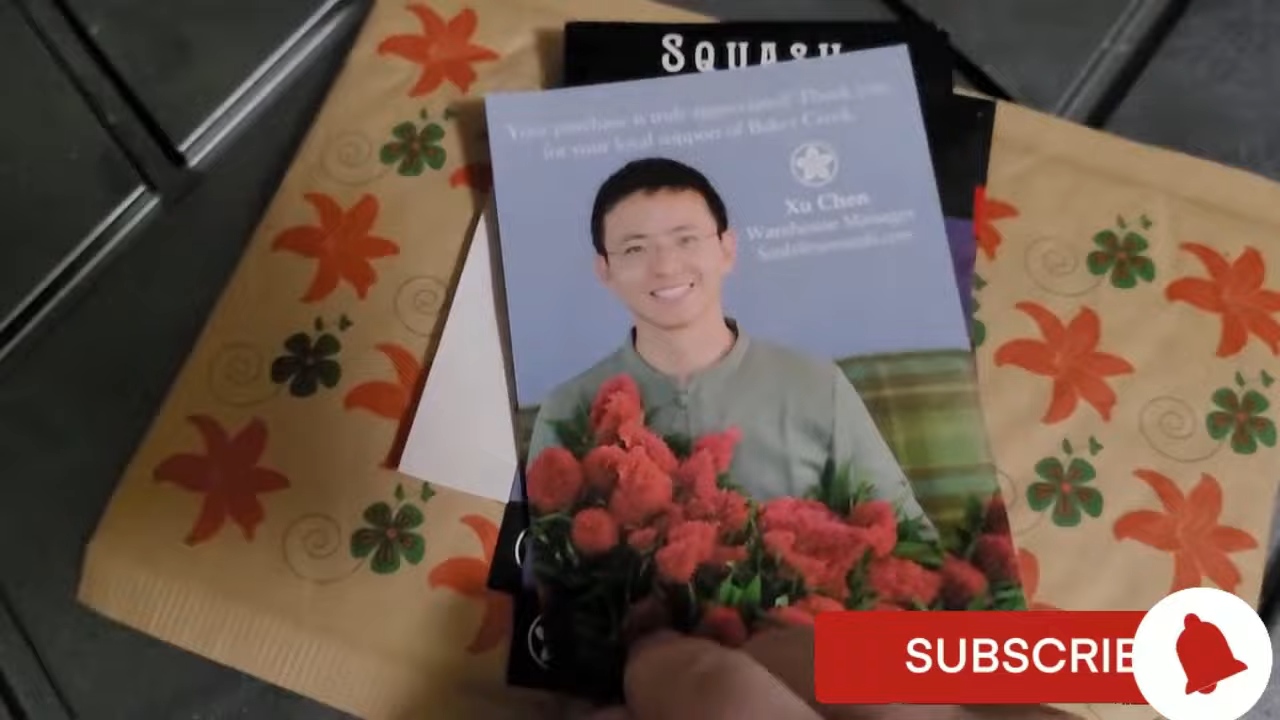 SQUASH
Your purchase is truly appreciated! Thank you
for your local support of Baker Creek.
Xu Chen
Warehouse Manager
SUBSCRIBE